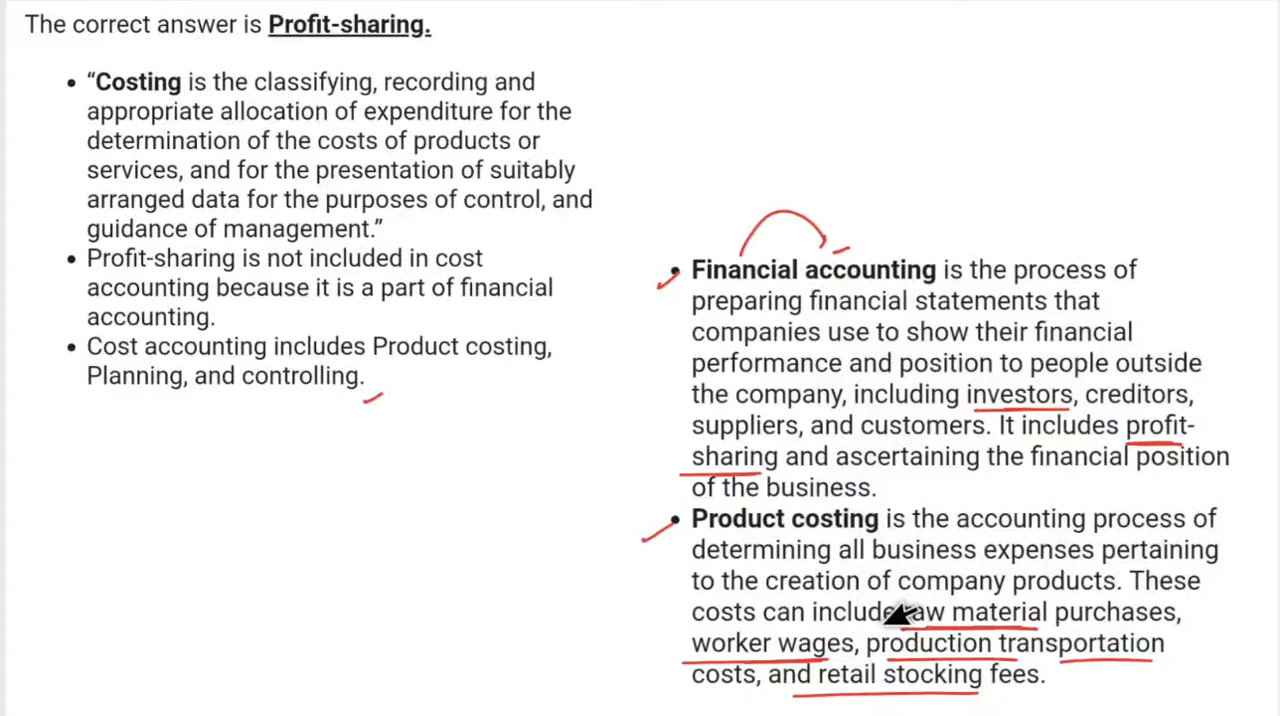 The correct answer is Profit-sharing.
• “Costing is the classifying, recording and
appropriate allocation of expenditure for the
determination of the costs of products or
services, and for the presentation of suitably
arranged data for the purposes of control, and
guidance of management.”
• Profit-sharing is not included in cost
accounting because it is a part of financial
accounting.
• Cost accounting includes Product costing,
Planning, and controlling.
• Financial accounting is the process of
preparing financial statements that
companies use to show their financial
performance and position to people outside
the company, including investors, creditors,
suppliers, and customers. It includes profit-
sharing and ascertaining the financial position
of the business.
• Product costing is the accounting process of
determining all business expenses pertaining
to the creation of company products. These
costs can include raw material purchases,
worker wages, production transportation
costs, and retail stocking fees.